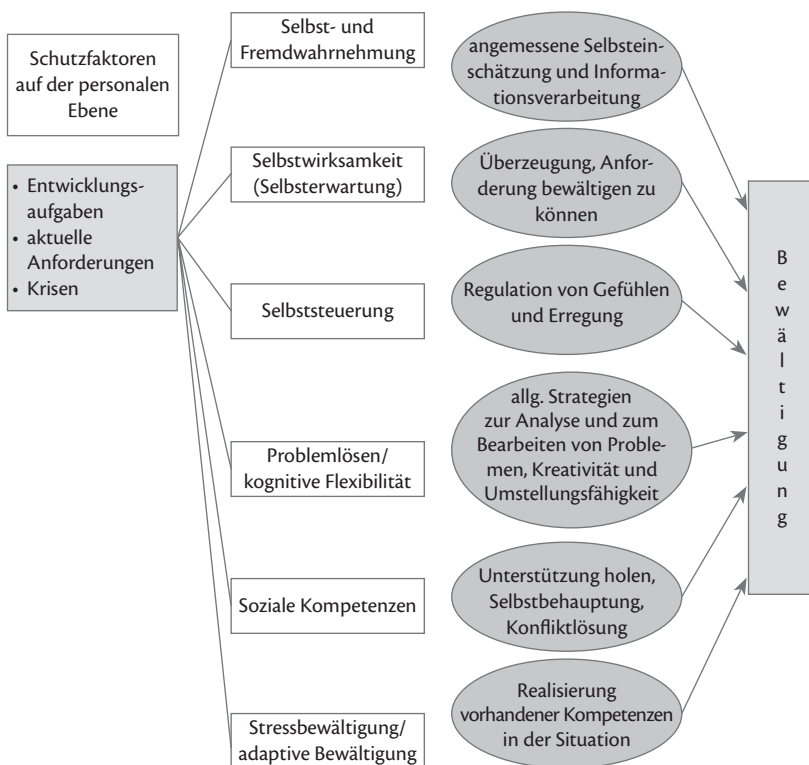 Schutzfaktoren
auf der personalen
Ebene
• Entwicklungs-
aufgaben
• aktuelle
Anforderungen
• Krisen
Selbst- und
Fremdwahrnehmung
angemessene Selbstein-
schätzung und Informa-
tionsverarbeitung
Selbstwirksamkeit
(Selbsterwartung)
Überzeugung, Anfor-
derung bewältigen zu
können
Selbststeuerung
Regulation von Gefühlen
und Erregung
Problemlösen/
kognitive Flexibilität
allg. Strategien
zur Analyse und zum
Bearbeiten von Proble-
men, Kreativität und
Umstellungsfähigkeit
Soziale Kompetenzen
Unterstützung holen,
Selbstbehauptung,
Konfliktlösung
Stressbewältigung/
adaptive Bewältigung
Realisierung
vorhandener Kompetenzen
in der Situation
B
e
w
ä
l
t
i
g
u
n
g